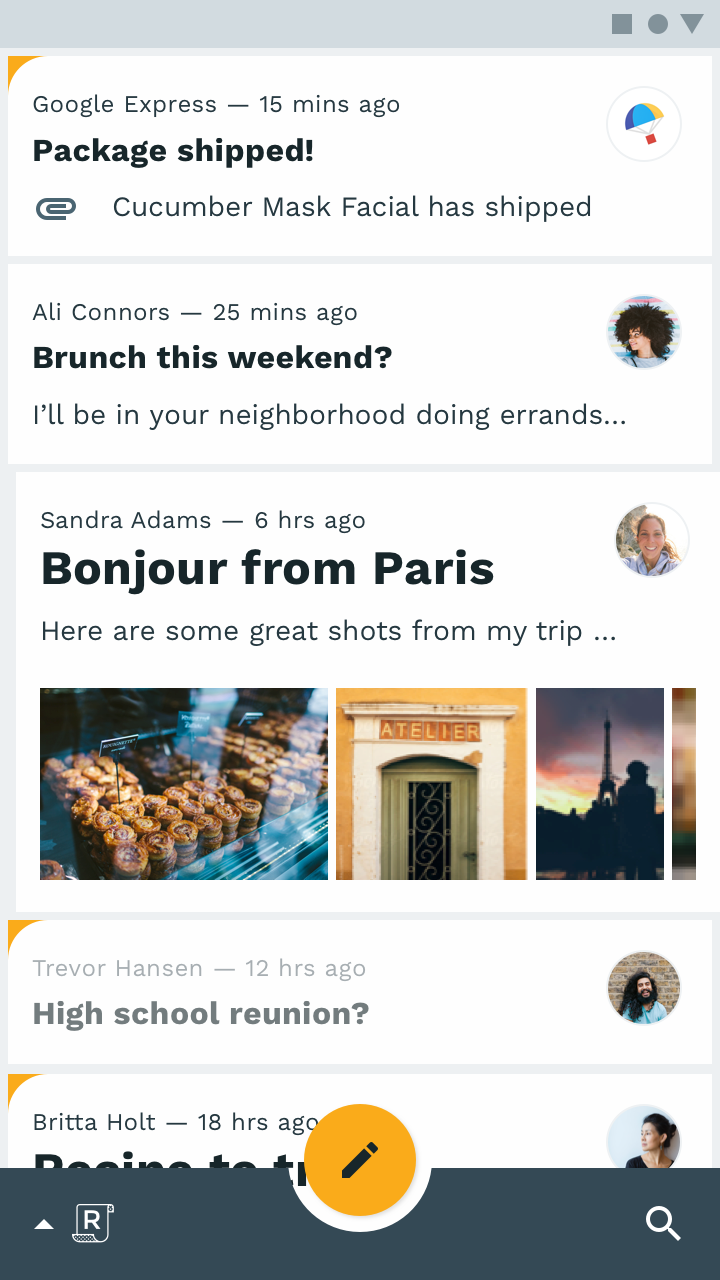 Google Express — 15 mins ago
Package shipped!
Cucumber Mask Facial has shipped
Ali Connors — 25 mins ago
Brunch this weekend?
I’ll be in your neighborhood doing errands...
Sandra Adams — 6 hrs ago
Bonjour from Paris
Here are some great shots from my trip ...
ATELIER
Trevor Hansen — 12 hrs ago
High school reunion?
Britta Holt — 18 hrs ago
Recipe to tr
R